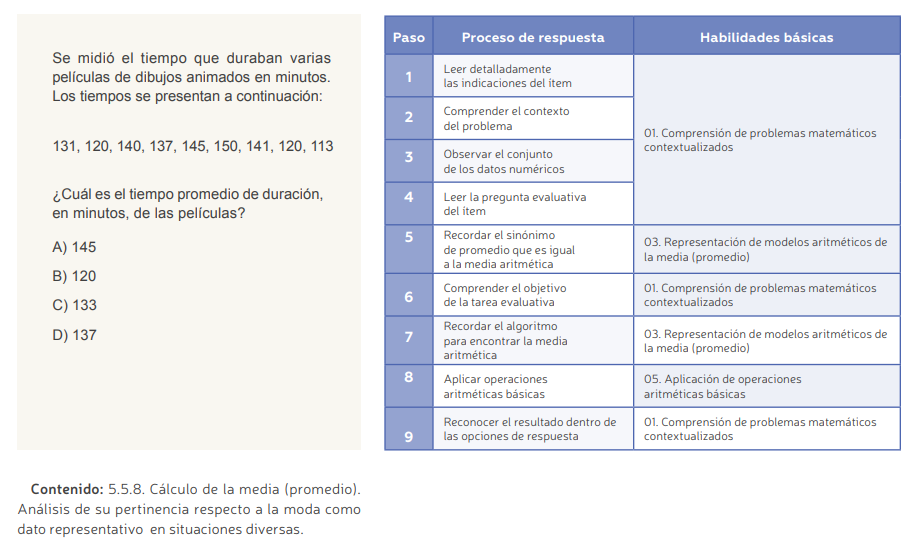 Se midió el tiempo que duraban varias
películas de dibujos animados en minutos.
Los tiempos se presentan a continuación:
131, 120, 140, 137, 145, 150, 141, 120, 113
¿Cuál es el tiempo promedio de duración,
en minutos, de las películas?
A) 145
B) 120
C) 133
D) 137
Contenido: 5.5.8. Cálculo de la media (promedio).
Análisis de su pertinencia respecto a la moda como
dato representativo en situaciones diversas.
Paso Proceso de respuesta Habilidades básicas
1 Leer detalladamente
las indicaciones del ítem
2 Comprender el contexto
del problema
01. Comprensión de problemas matemáticos
contextualizados
3 Observar el conjunto
de los datos numéricos
4 Leer la pregunta evaluativa
del ítem
5 Recordar el sinónimo
de promedio que es igual
a la media aritmética
03. Representación de modelos aritméticos de
la media (promedio)
6 Comprender el objetivo
de la tarea evaluativa
01. Comprensión de problemas matemáticos
contextualizados
7 Recordar el algoritmo
para encontrar la media
aritmética
03. Representación de modelos aritméticos de
la media (promedio)
8 Aplicar operaciones
aritméticas básicas
05. Aplicación de operaciones
aritméticas básicas
9 Reconocer el resultado dentro de
las opciones de respuesta
01. Comprensión de problemas matemáticos
contextualizados